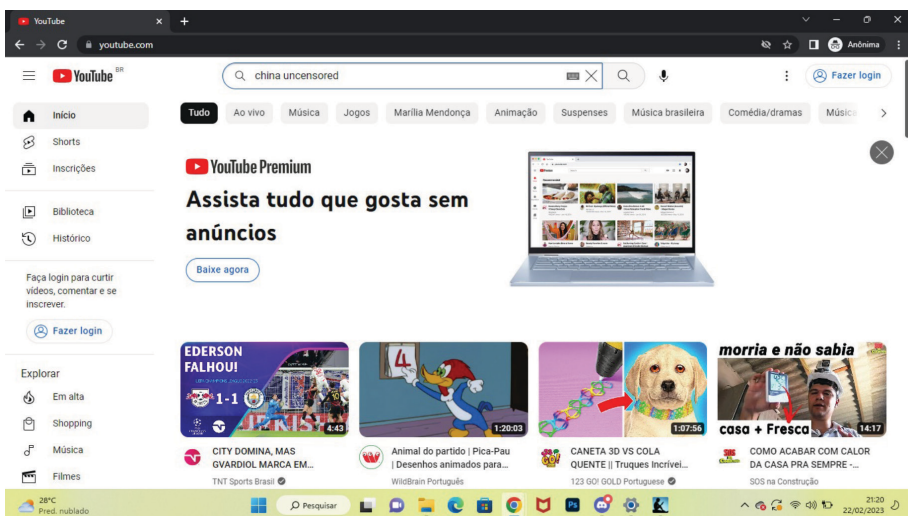 YouTube
youtube.com
Anônima
YouTube BR
china uncensored
Fazer login
Tudo
Ao vivo
Música
Jogos
Marília Mendonça
Animação
Suspenses
Música brasileira
Comédia/dramas
Música
Início
Shorts
Inscrições
Biblioteca
Histórico
Faça login para curtir
vídeos, comentar e se
inscrever.
Fazer login
Explorar
Em alta
Shopping
Música
Filmes
YouTube Premium
Assista tudo que gosta sem
anúncios
Baixe agora
EDERSON
FALHOU!
1-1
4:43
CITY DOMINA, MAS
GVARDIOL MARCA EM...
TNT Sports Brasil
4
1:20:03
Animal do partido | Pica-Pau
| Desenhos animados para...
WildBrain Português
1:07:56
CANETA 3D VS COLA
QUENTE || Truques Incrívei...
123 GO! GOLD Portuguese
morria e não sabia
casa + Fresca
14:17
COMO ACABAR COM CALOR
DA CASA PRA SEMPRE -...
SOS na Construção
28°C
Pred. nublado
Pesquisar
21:20
22/02/2023